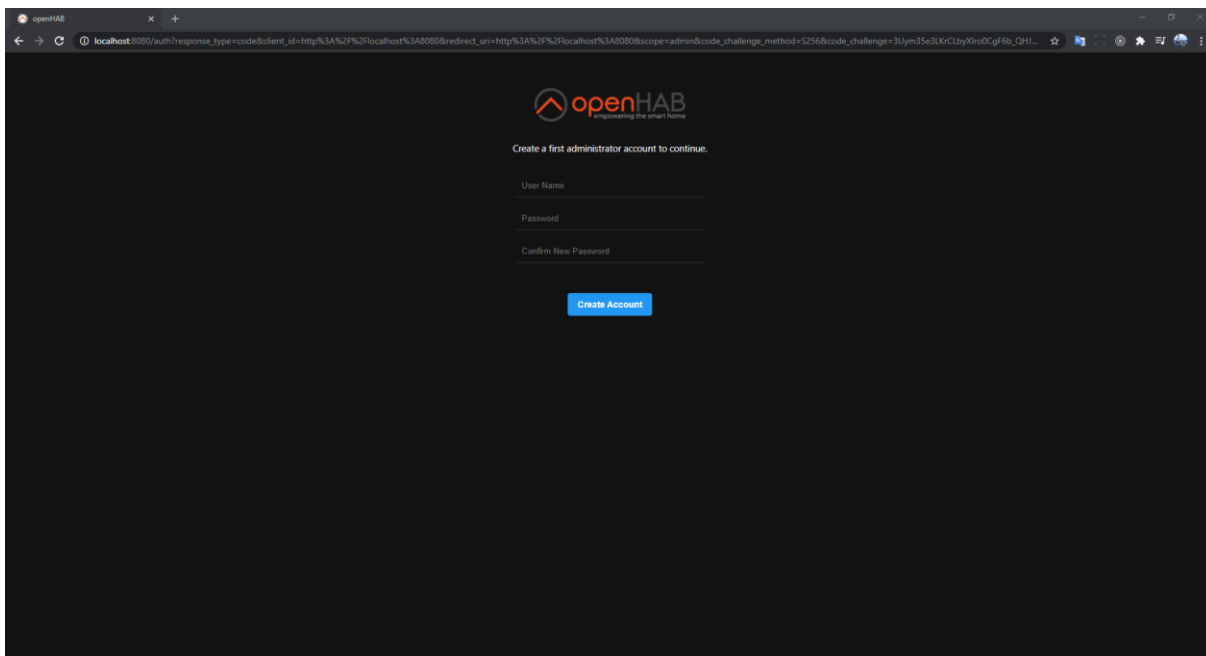 openHAB
localhost:8080/auth?response_type=code&client_id=http%3A%2F%2Flocalhost%3A8080&redirect_uri=http%3A%2F%2Flocalhost%3A8080&scope=admin&code_challenge_method=S256&code_challenge=3Uym35e3LKrCLbyXlro0CgF6b_QHJ...
openHAB
empowering the smart home
Create a first administrator account to continue.
User Name
Password
Confirm New Password
Create Account